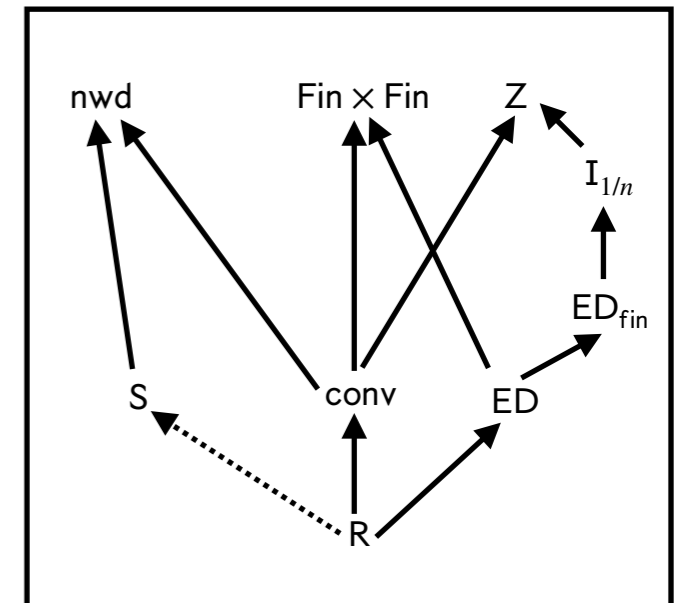 nwd Fin × Fin Z
I1/n
EDfin
S conv ED
R